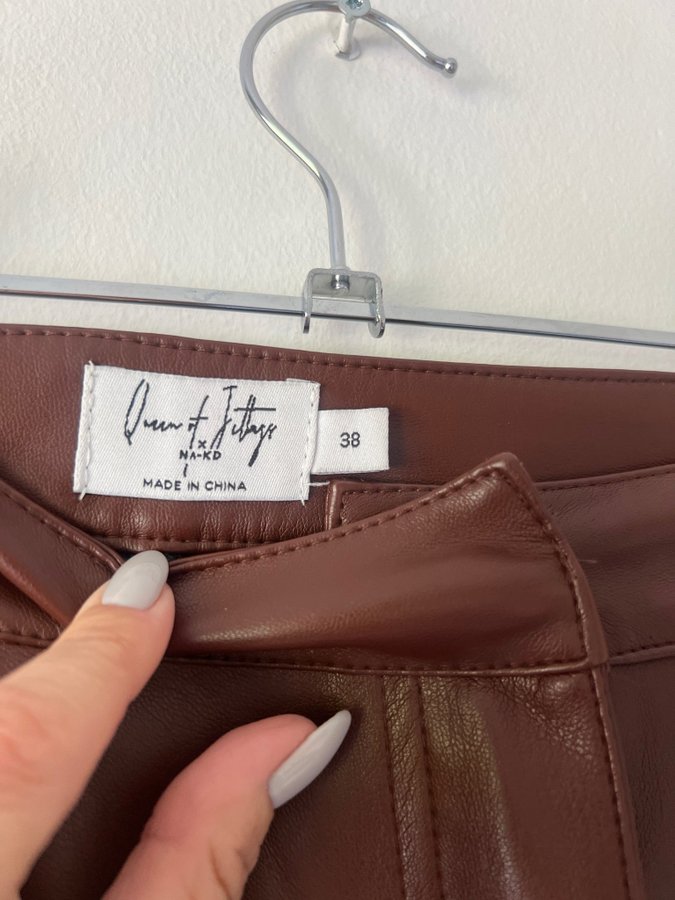 Queen of Jetlags
x
NA-KD
MADE IN CHINA
38